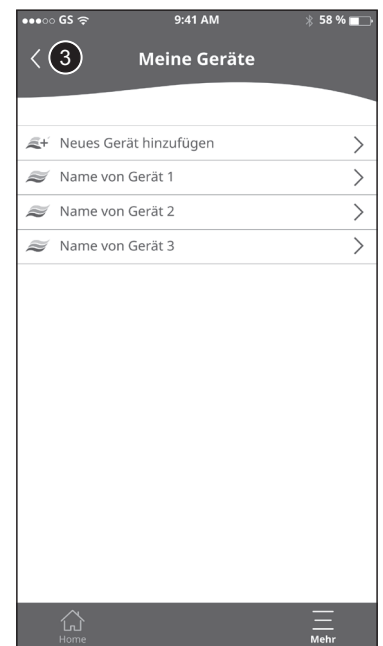 GS 9:41 AM 58 %
3 Meine Geräte
Neues Gerät hinzufügen
Name von Gerät 1
Name von Gerät 2
Name von Gerät 3
Home Mehr